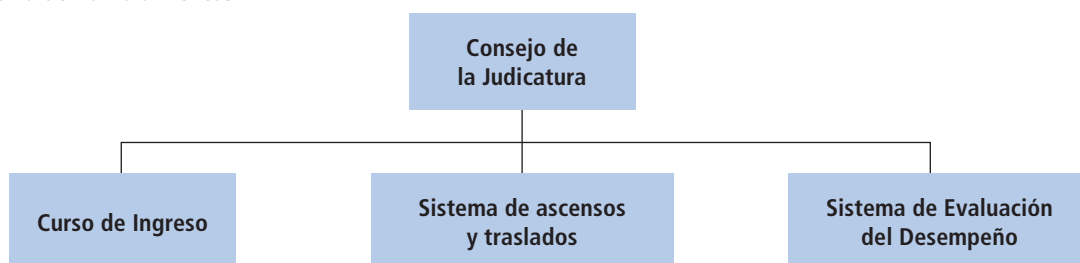 Consejo de
la Judicatura
Curso de Ingreso
Sistema de ascensos
y traslados
Sistema de Evaluación
del Desempeño